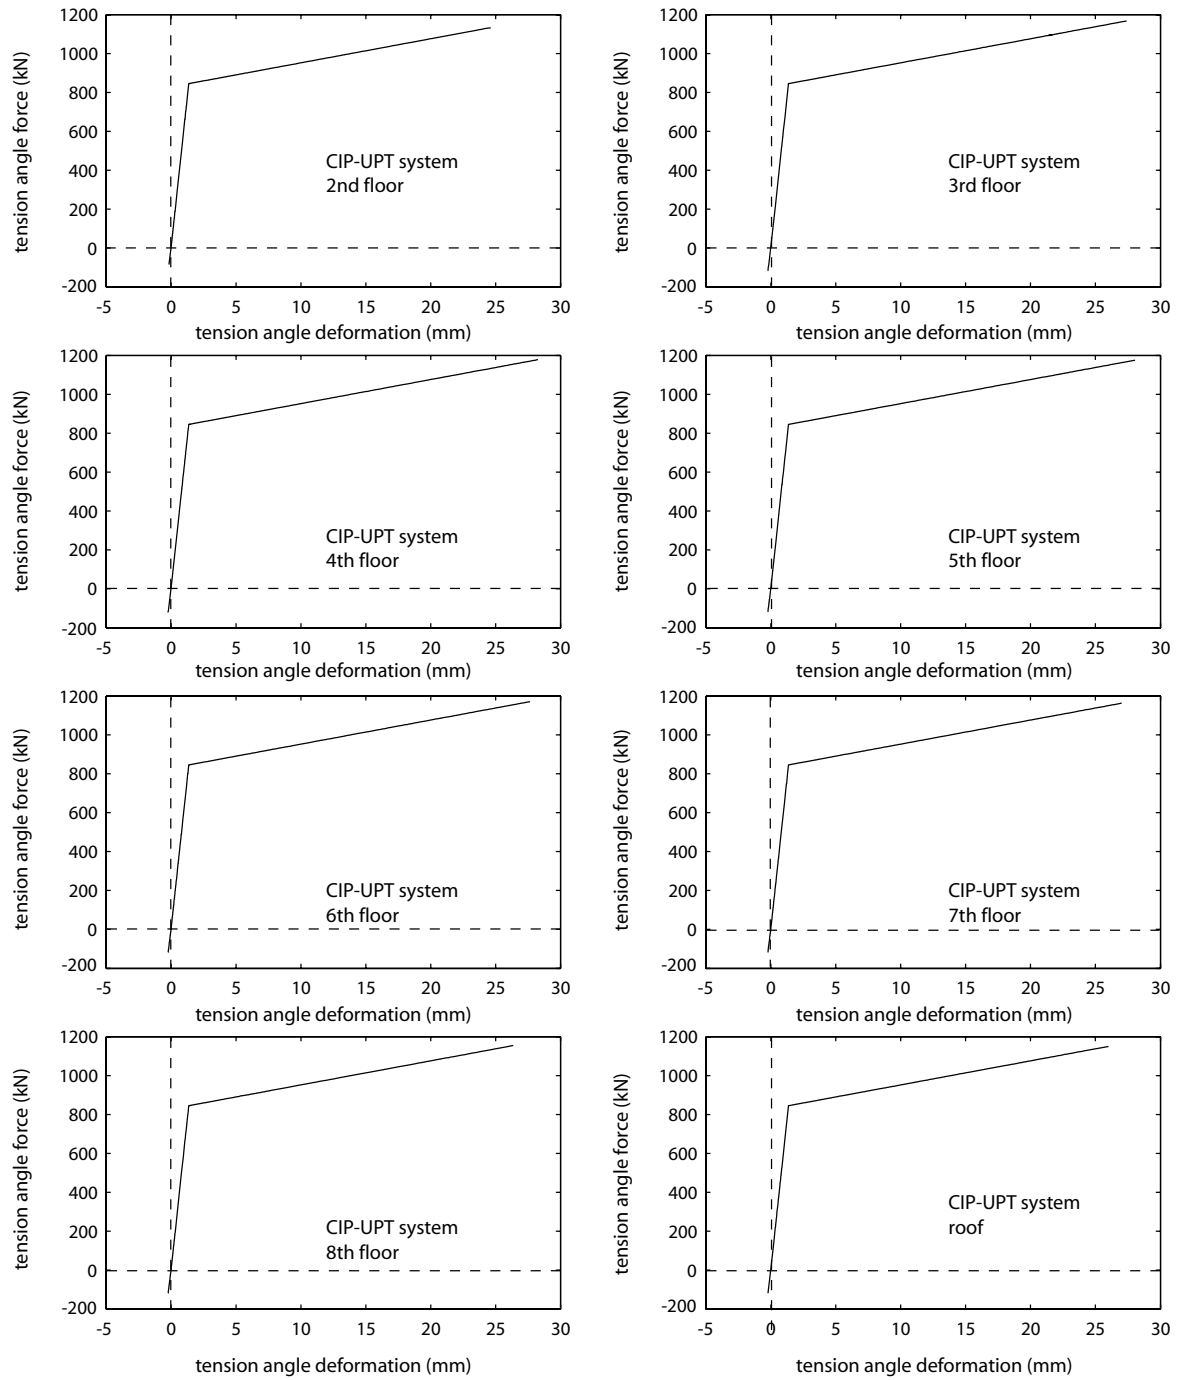 1200
1000
800
600
400
200
0
-200
-5 0 5 10 15 20 25 30
tension angle force (kN)
tension angle deformation (mm)
CIP-UPT system
2nd floor
1200
1000
800
600
400
200
0
-200
-5 0 5 10 15 20 25 30
tension angle force (kN)
tension angle deformation (mm)
CIP-UPT system
3rd floor
1200
1000
800
600
400
200
0
-200
-5 0 5 10 15 20 25 30
tension angle force (kN)
tension angle deformation (mm)
CIP-UPT system
4th floor
1200
1000
800
600
400
200
0
-200
-5 0 5 10 15 20 25 30
tension angle force (kN)
tension angle deformation (mm)
CIP-UPT system
5th floor
1200
1000
800
600
400
200
0
-200
-5 0 5 10 15 20 25 30
tension angle force (kN)
tension angle deformation (mm)
CIP-UPT system
6th floor
1200
1000
800
600
400
200
0
-200
-5 0 5 10 15 20 25 30
tension angle force (kN)
tension angle deformation (mm)
CIP-UPT system
7th floor
1200
1000
800
600
400
200
0
-200
-5 0 5 10 15 20 25 30
tension angle force (kN)
tension angle deformation (mm)
CIP-UPT system
8th floor
1200
1000
800
600
400
200
0
-200
-5 0 5 10 15 20 25 30
tension angle force (kN)
tension angle deformation (mm)
CIP-UPT system
roof